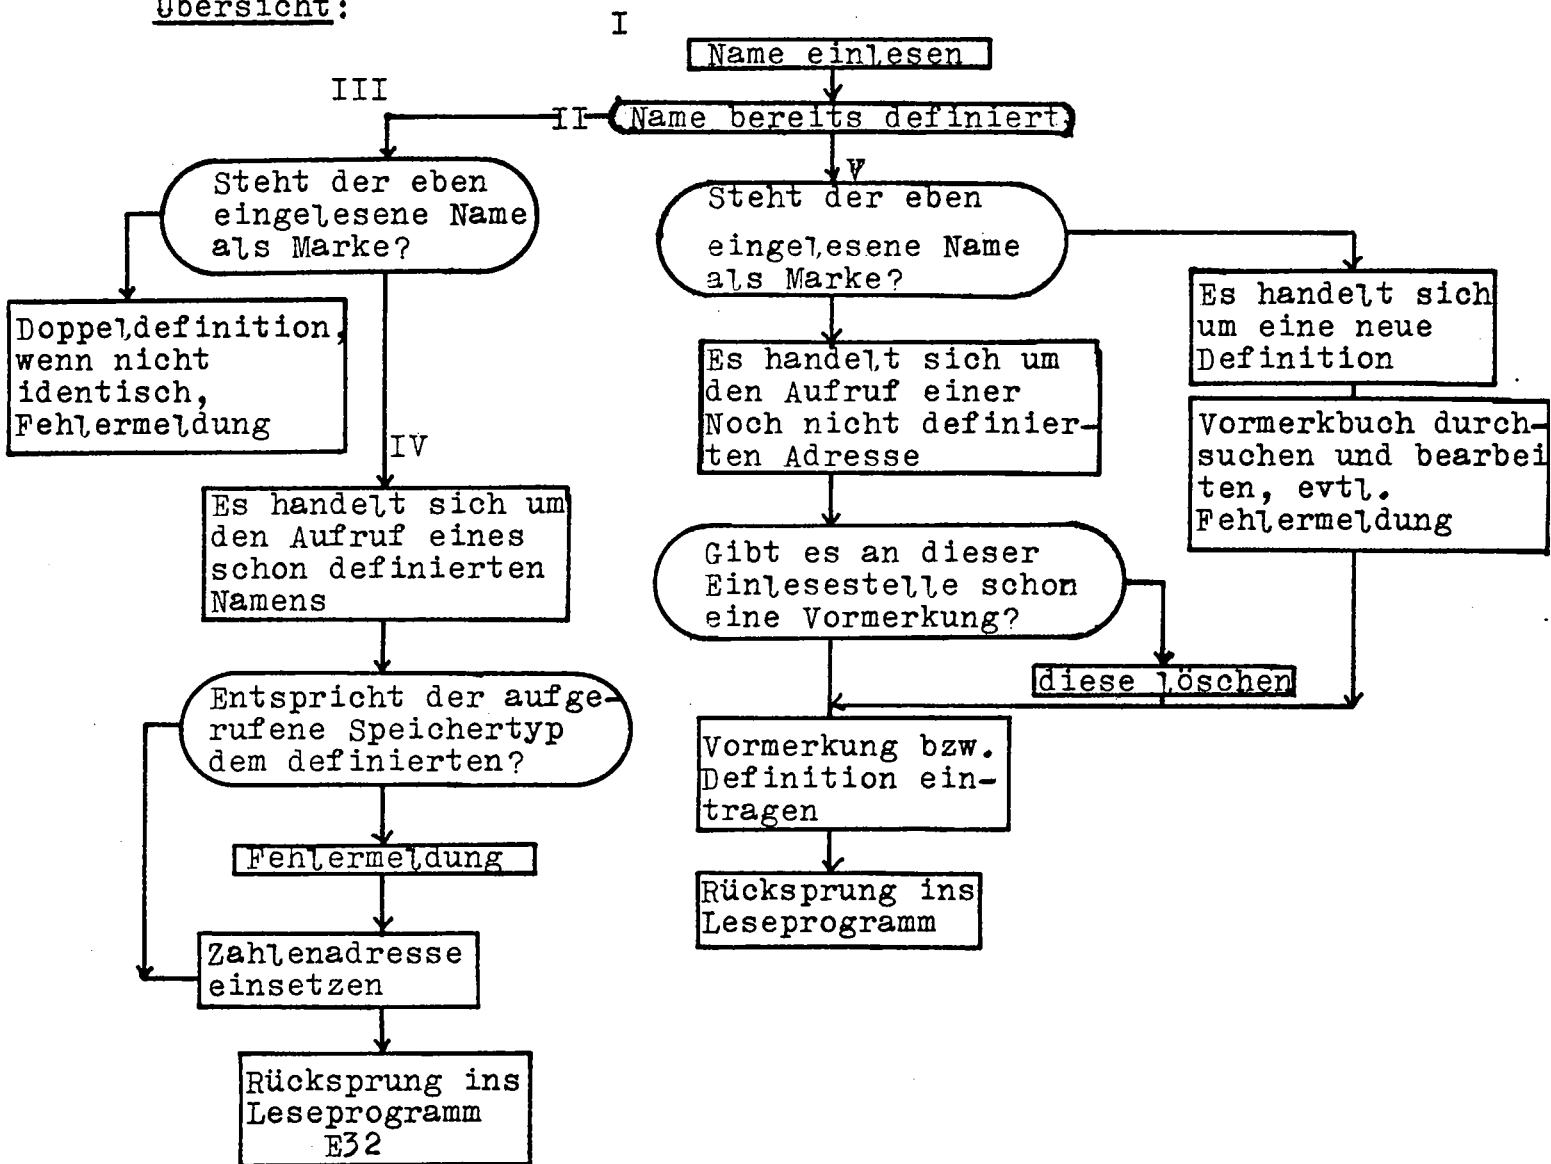 Übersicht:
I
Name einlesen
III
II
Name bereits definiert
V
Steht der eben
eingelesene Name
als Marke?
Doppeldefinition,
wenn nicht
identisch,
Fehlermeldung
IV
Es handelt sich um
den Aufruf eines
schon definierten
Namens
Entspricht der aufge-
rufene Speichertyp
dem definierten?
Fehlermeldung
Zahlenadresse
einsetzen
Rücksprung ins
Leseprogramm
E32
Steht der eben
eingelesene Name
als Marke?
Es handelt sich um
den Aufruf einer
Noch nicht definier-
ten Adresse
Gibt es an dieser
Einlesestelle schon
eine Vormerkung?
diese löschen
Es handelt sich
um eine neue
Definition
Vormerkbuch durch-
suchen und bearbei
ten, evtl.
Fehlermeldung
Vormerkung bzw.
Definition ein-
tragen
Rücksprung ins
Leseprogramm